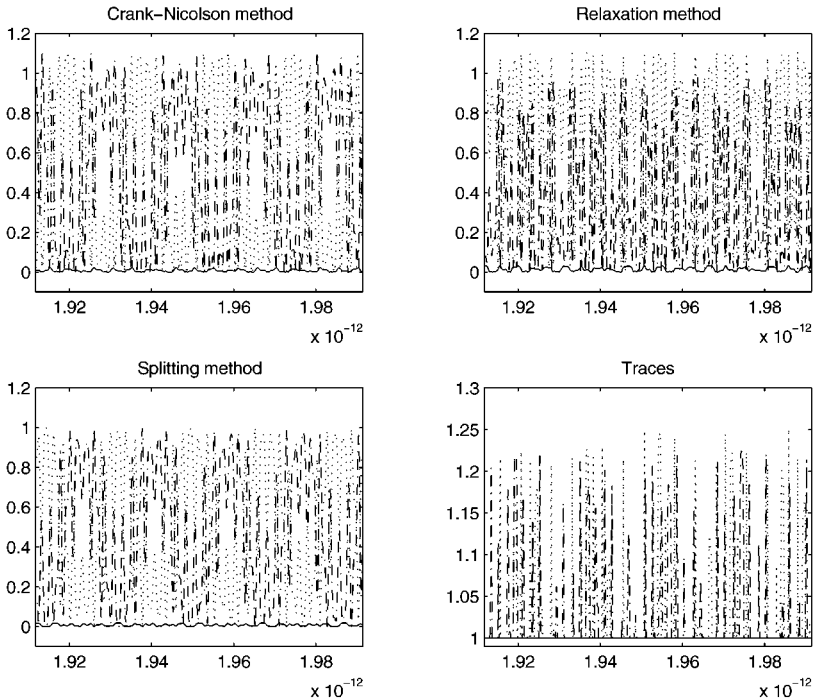 Crank–Nicolson method
1.2
1
0.8
0.6
0.4
0.2
0
1.92 1.94 1.96 1.98
x 10⁻¹²
Relaxation method
1.2
1
0.8
0.6
0.4
0.2
0
1.92 1.94 1.96 1.98
x 10⁻¹²
Splitting method
1.2
1
0.8
0.6
0.4
0.2
0
1.92 1.94 1.96 1.98
x 10⁻¹²
Traces
1.3
1.25
1.2
1.15
1.1
1.05
1
1.92 1.94 1.96 1.98
x 10⁻¹²